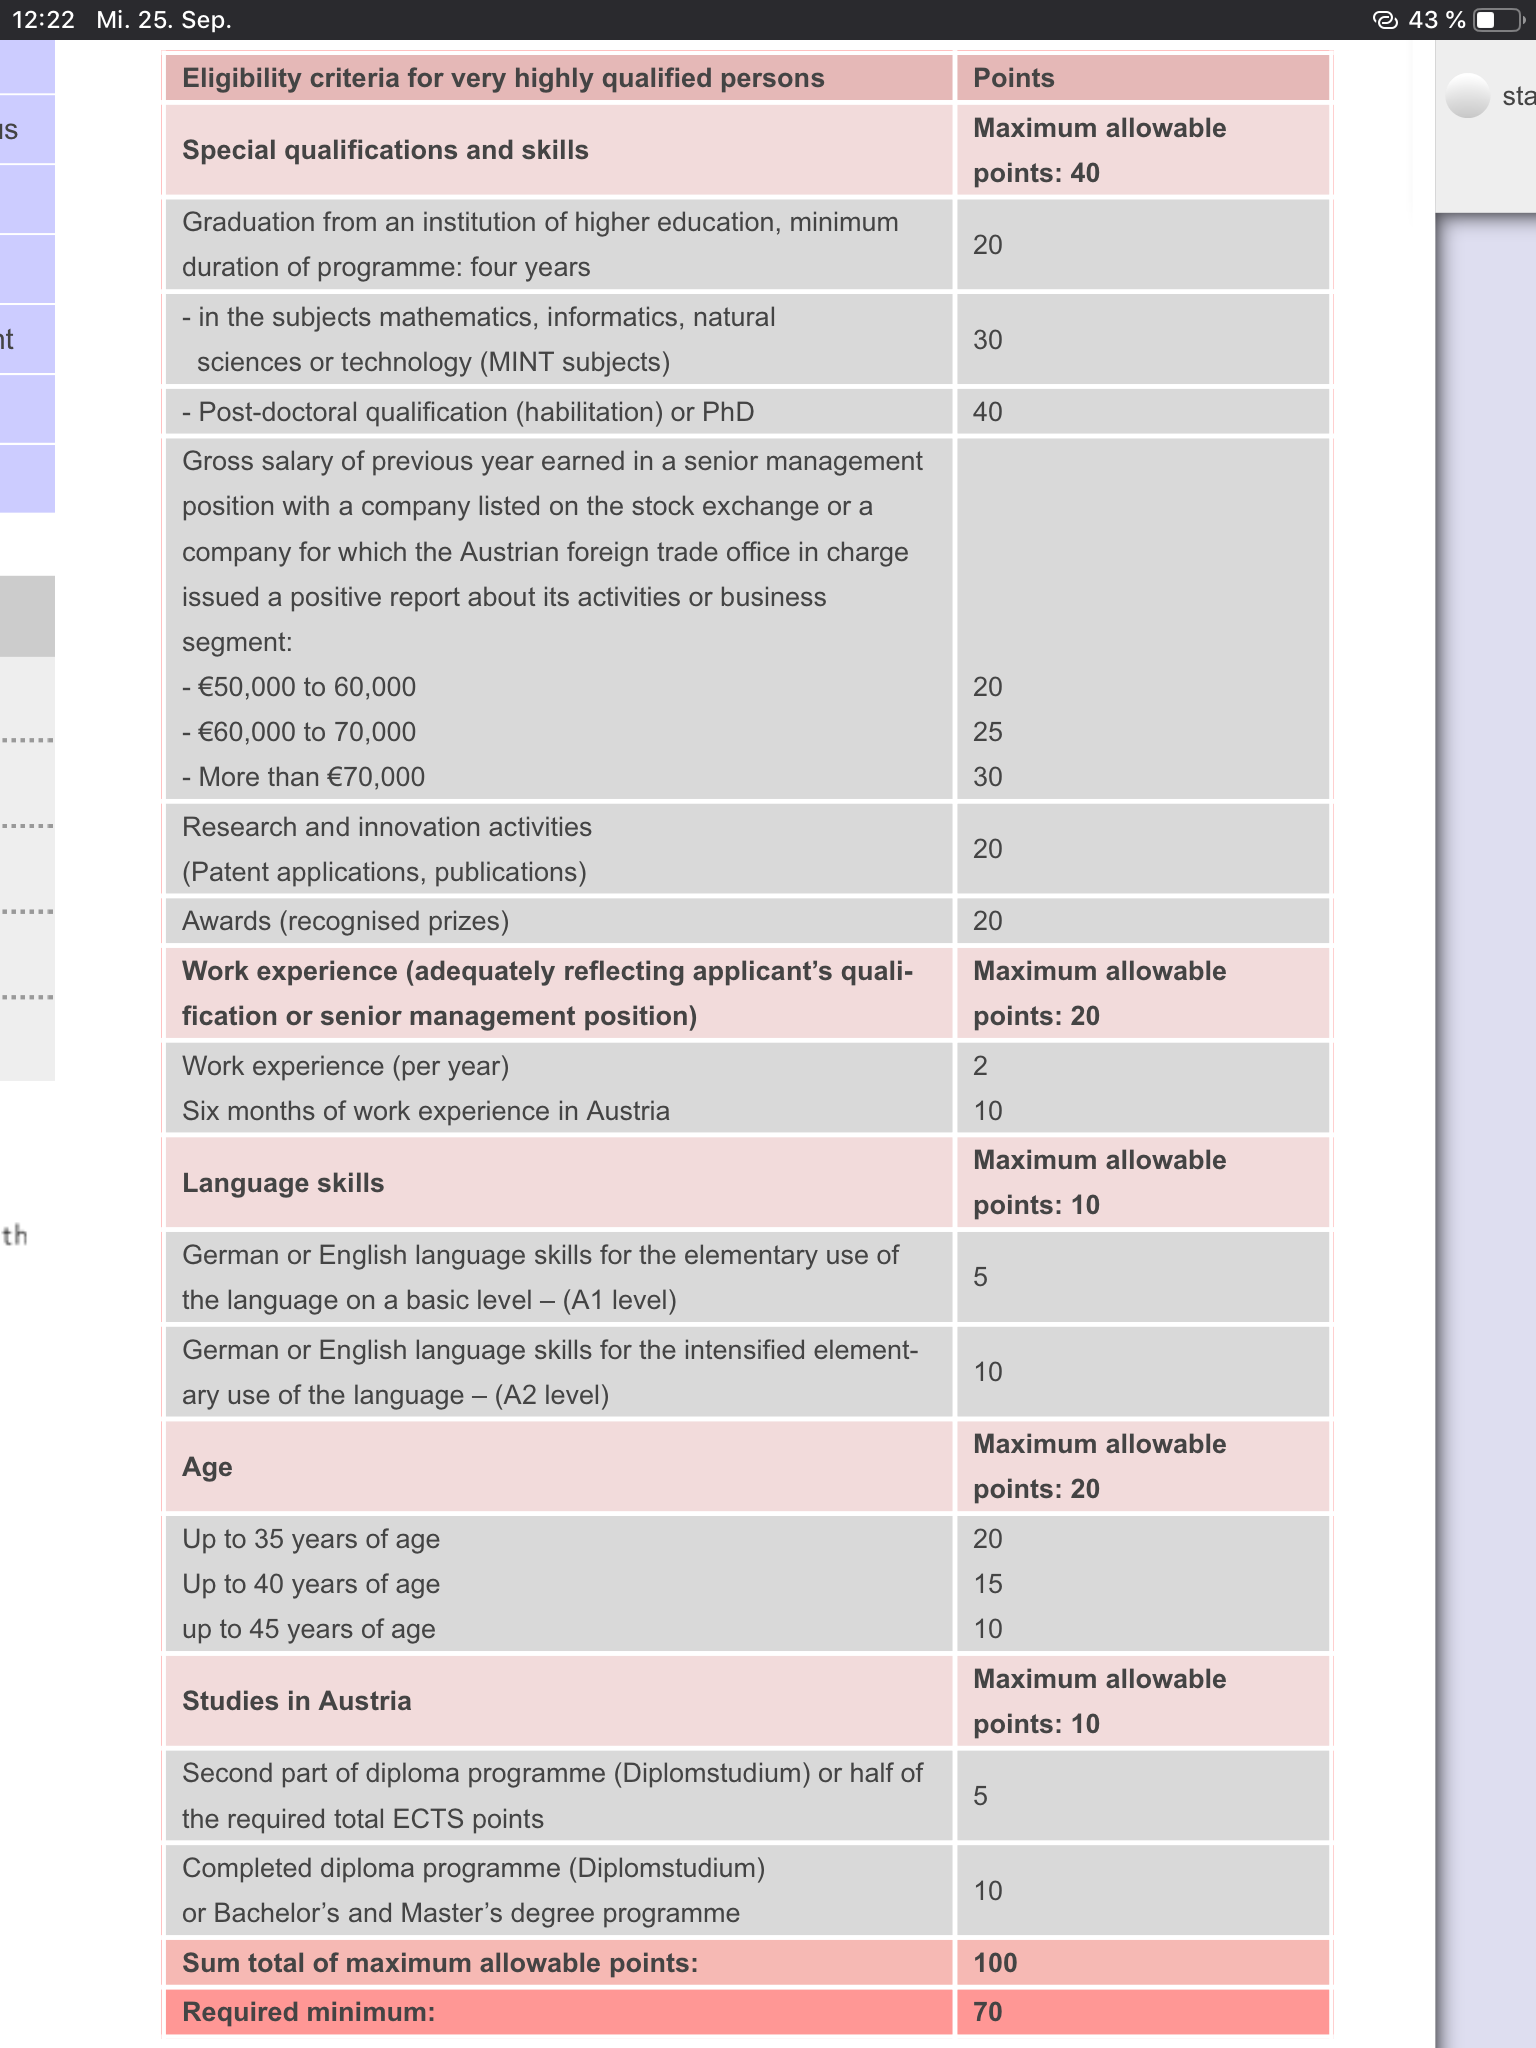 12:22 Mi. 25. Sep.
43 %
Eligibility criteria for very highly qualified persons Points
Special qualifications and skills Maximum allowable
points: 40
Graduation from an institution of higher education, minimum
duration of programme: four years 20
- in the subjects mathematics, informatics, natural
sciences or technology (MINT subjects) 30
- Post-doctoral qualification (habilitation) or PhD 40
Gross salary of previous year earned in a senior management
position with a company listed on the stock exchange or a
company for which the Austrian foreign trade office in charge
issued a positive report about its activities or business
segment:
- €50,000 to 60,000 20
- €60,000 to 70,000 25
- More than €70,000 30
Research and innovation activities
(Patent applications, publications) 20
Awards (recognised prizes) 20
Work experience (adequately reflecting applicant’s quali- Maximum allowable
fication or senior management position) points: 20
Work experience (per year) 2
Six months of work experience in Austria 10
Language skills Maximum allowable
points: 10
German or English language skills for the elementary use of
the language on a basic level – (A1 level) 5
German or English language skills for the intensified element-
ary use of the language – (A2 level) 10
Age Maximum allowable
points: 20
Up to 35 years of age 20
Up to 40 years of age 15
up to 45 years of age 10
Studies in Austria Maximum allowable
points: 10
Second part of diploma programme (Diplomstudium) or half of
the required total ECTS points 5
Completed diploma programme (Diplomstudium)
or Bachelor’s and Master’s degree programme 10
Sum total of maximum allowable points: 100
Required minimum: 70
th
sta